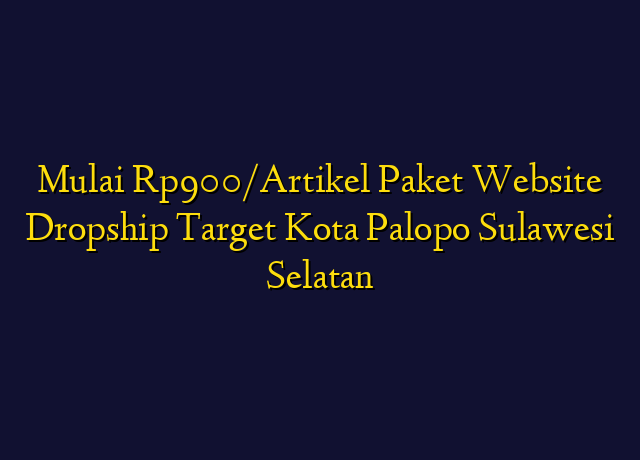 Mulai Rp900/Artikel Paket Website
Dropship Target Kota Palopo Sulawesi
Selatan